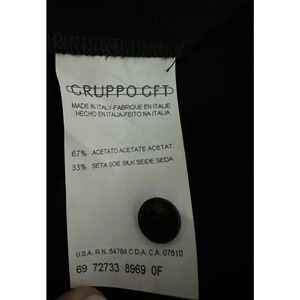 GRUPPO GFT
MADE IN ITALY-FABRIQUE EN ITALIE
HECHO EN ITALIA-FEITO NA ITALIA
67% ACETATO ACETATE ACETAT
33% SETA SOIE SILK SEIDE SEDA
U.S.A. R.N. 54784 C.D.A. C.A. 07510
69 72733 8969 0F